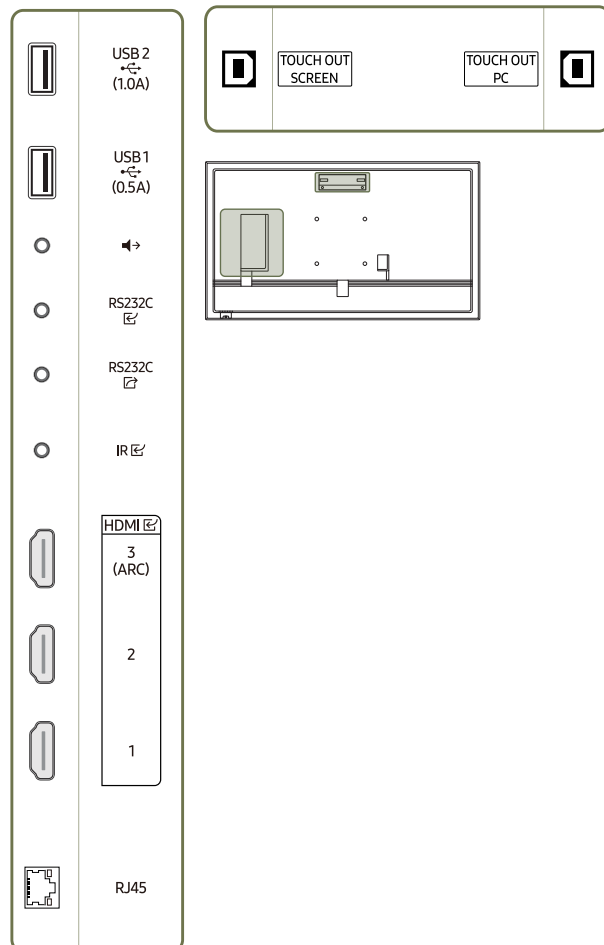 USB 2
(1.0A)
USB 1
(0.5A)
RS232C
RS232C
IR
HDMI
3
(ARC)
2
1
RJ45
TOUCH OUT
SCREEN
TOUCH OUT
PC